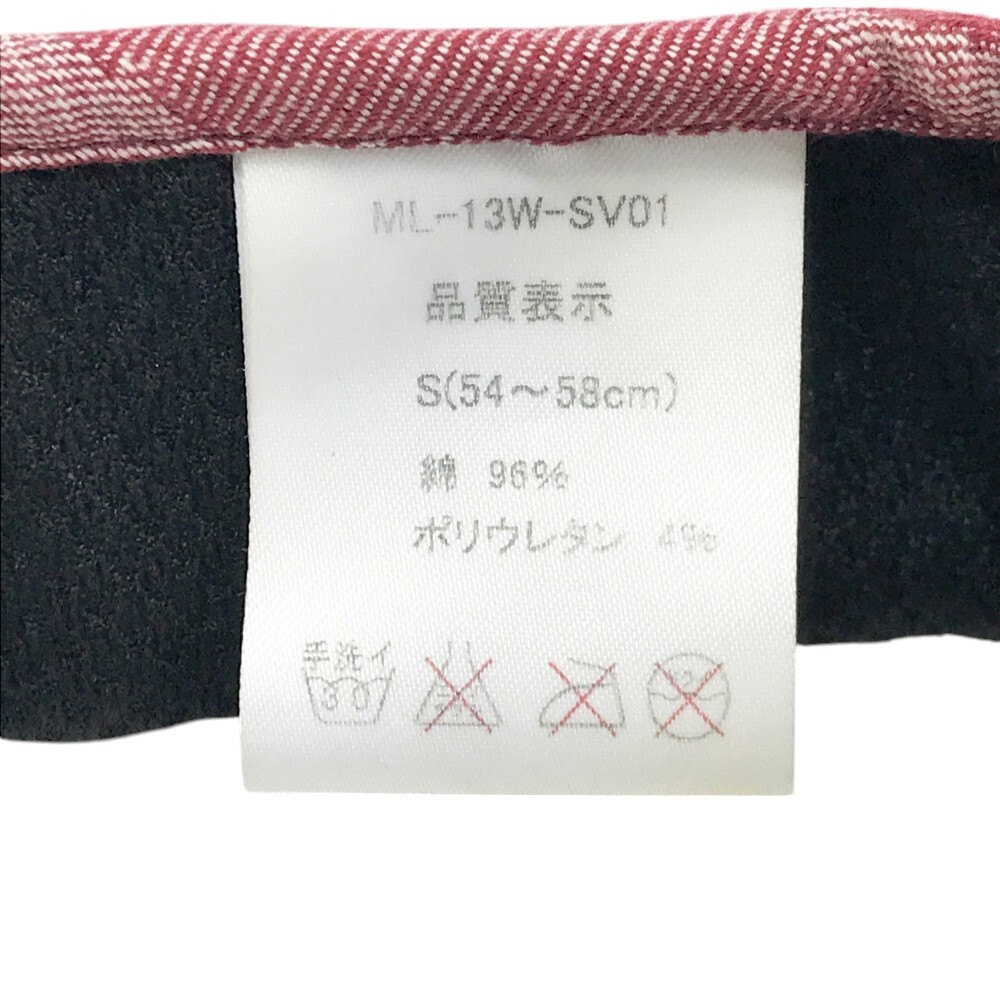 ML-13W-SV01
品質表示
S(54～58cm)
綿 96%
ポリウレタン 4%
手洗イ
30